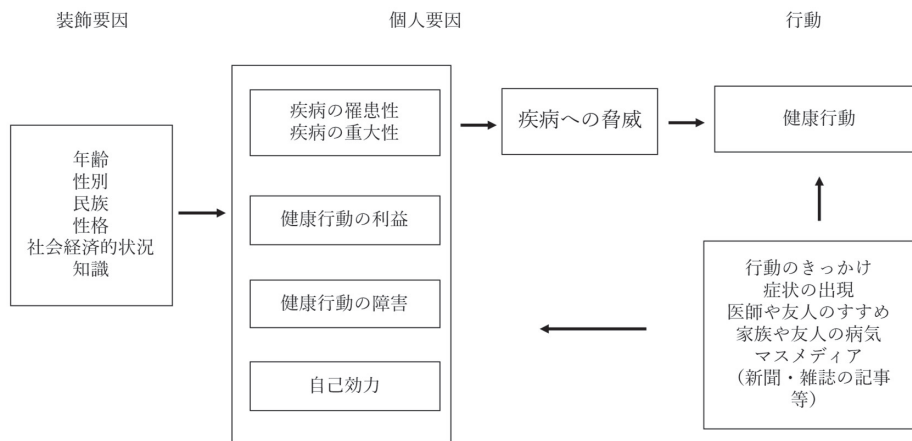 装飾要因
個人要因
行動
年齢
性別
民族
性格
社会経済的状況
知識
疾病の罹患性
疾病の重大性
健康行動の利益
健康行動の障害
自己効力
疾病への脅威
健康行動
行動のきっかけ
症状の出現
医師や友人のすすめ
家族や友人の病気
マスメディア
（新聞・雑誌の記事
等）